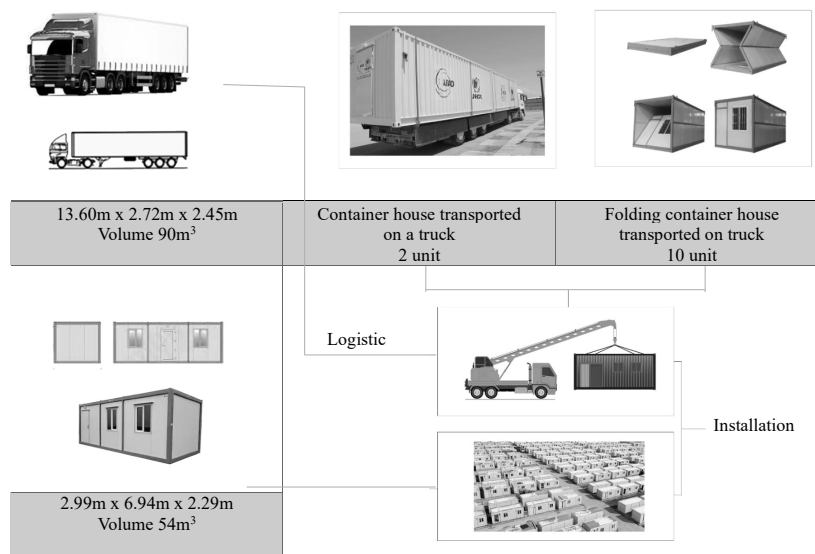 13.60m x 2.72m x 2.45m
Volume 90m³
Container house transported
on a truck
2 unit
Folding container house
transported on truck
10 unit
Logistic
Installation
2.99m x 6.94m x 2.29m
Volume 54m³